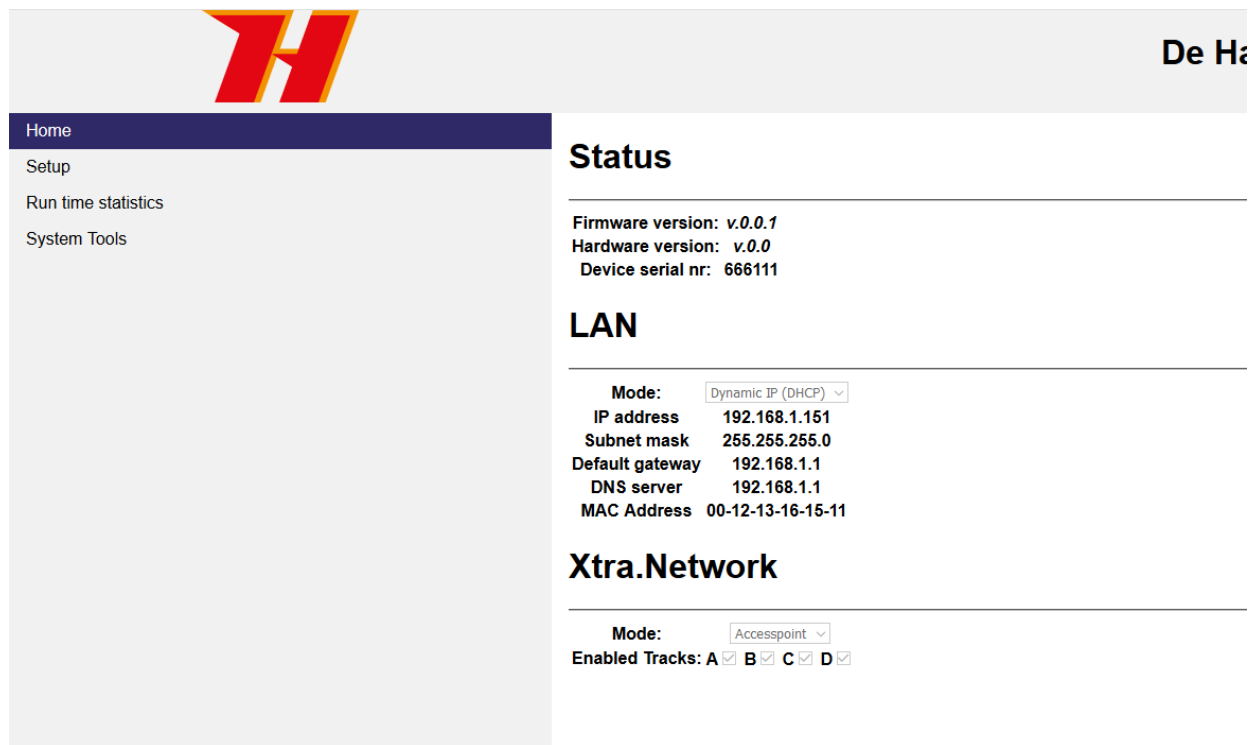 De Ha
Home
Setup
Run time statistics
System Tools
Status
Firmware version: v.0.0.1
Hardware version: v.0.0
Device serial nr: 666111
LAN
Mode: Dynamic IP (DHCP)
IP address 192.168.1.151
Subnet mask 255.255.255.0
Default gateway 192.168.1.1
DNS server 192.168.1.1
MAC Address 00-12-13-16-15-11
Xtra.Network
Mode: Accesspoint
Enabled Tracks: A B C D